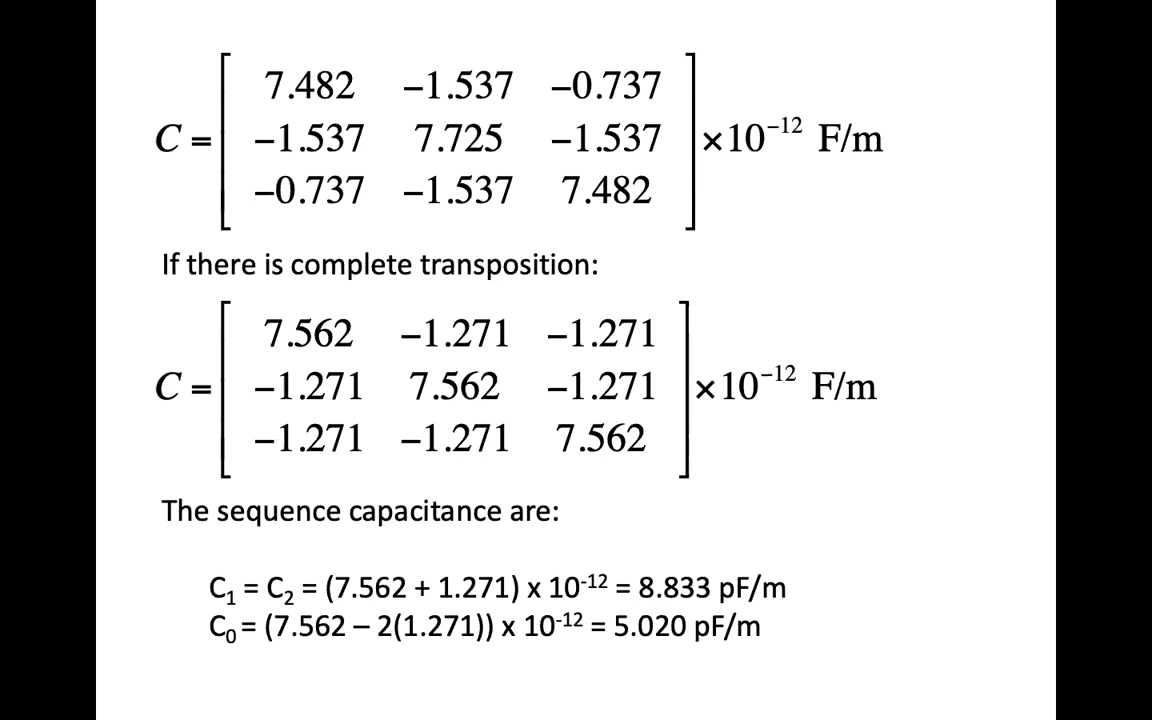 C = [ 7.482 −1.537 −0.737
−1.537 7.725 −1.537
−0.737 −1.537 7.482 ] ×10⁻¹² F/m
If there is complete transposition:
C = [ 7.562 −1.271 −1.271
−1.271 7.562 −1.271
−1.271 −1.271 7.562 ] ×10⁻¹² F/m
The sequence capacitance are:
C₁ = C₂ = (7.562 + 1.271) x 10⁻¹² = 8.833 pF/m
C₀ = (7.562 – 2(1.271)) x 10⁻¹² = 5.020 pF/m